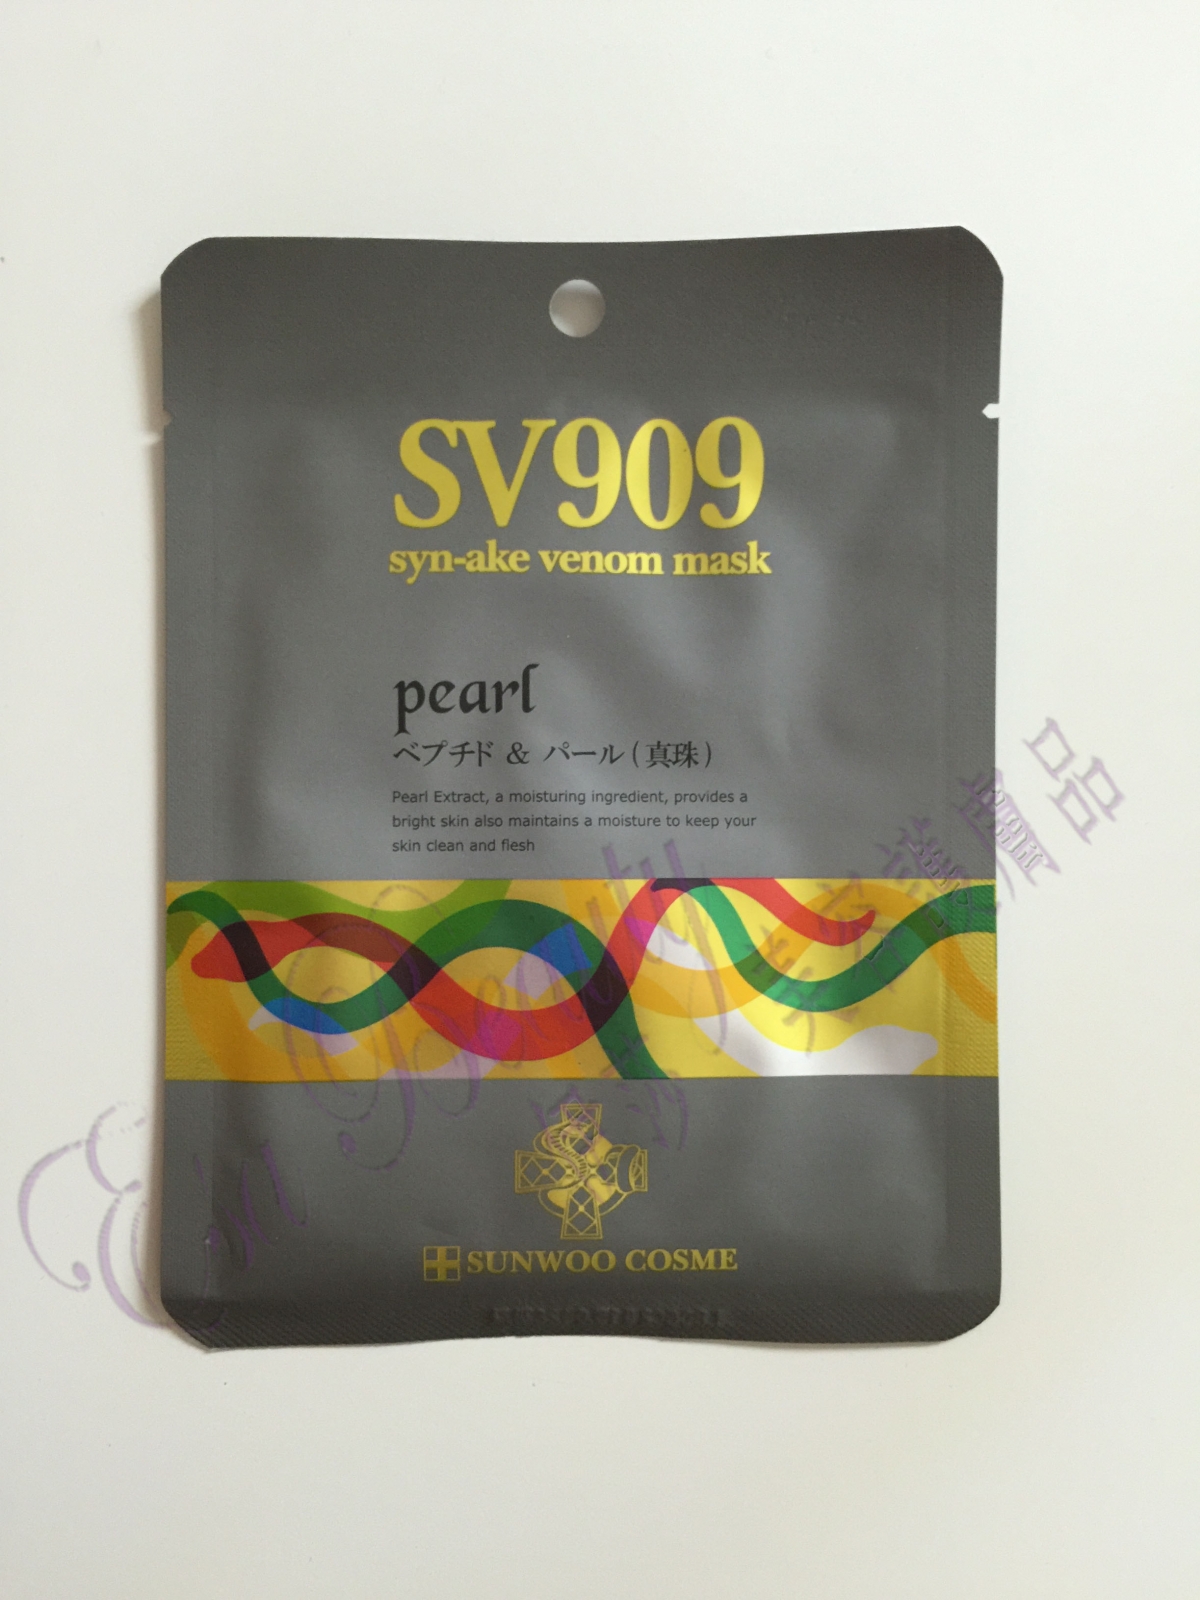 SV909
syn-ake venom mask
pearl
ペプチド & パール (真珠)
Pearl Extract, a moisturing ingredient, provides a
bright skin also maintains a moisture to keep your
skin clean and flesh
Beauty
SUNWOO COSME